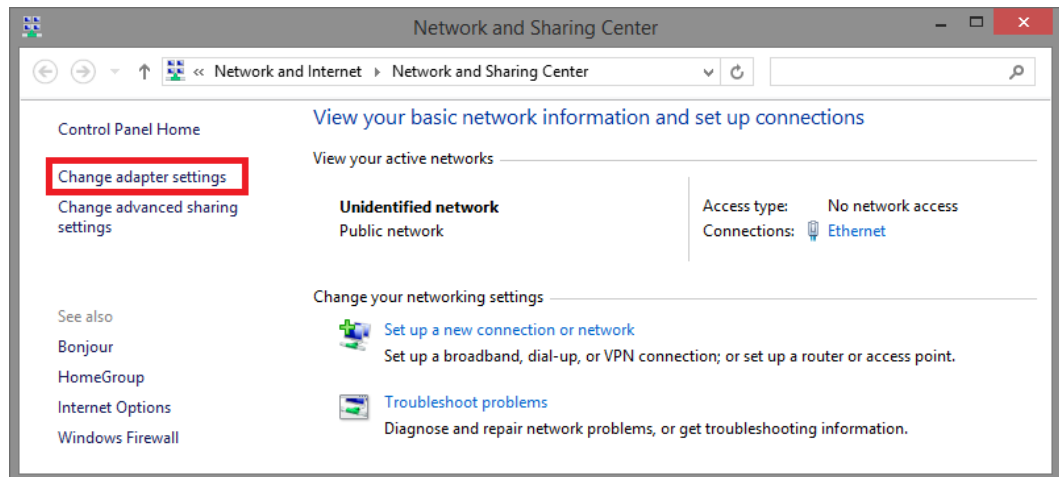 Network and Sharing Center
« Network and Internet ▸ Network and Sharing Center
Control Panel Home
Change adapter settings
Change advanced sharing
settings
See also
Bonjour
HomeGroup
Internet Options
Windows Firewall
View your basic network information and set up connections
View your active networks
Unidentified network
Public network
Access type: No network access
Connections: Ethernet
Change your networking settings
Set up a new connection or network
Set up a broadband, dial-up, or VPN connection; or set up a router or access point.
Troubleshoot problems
Diagnose and repair network problems, or get troubleshooting information.